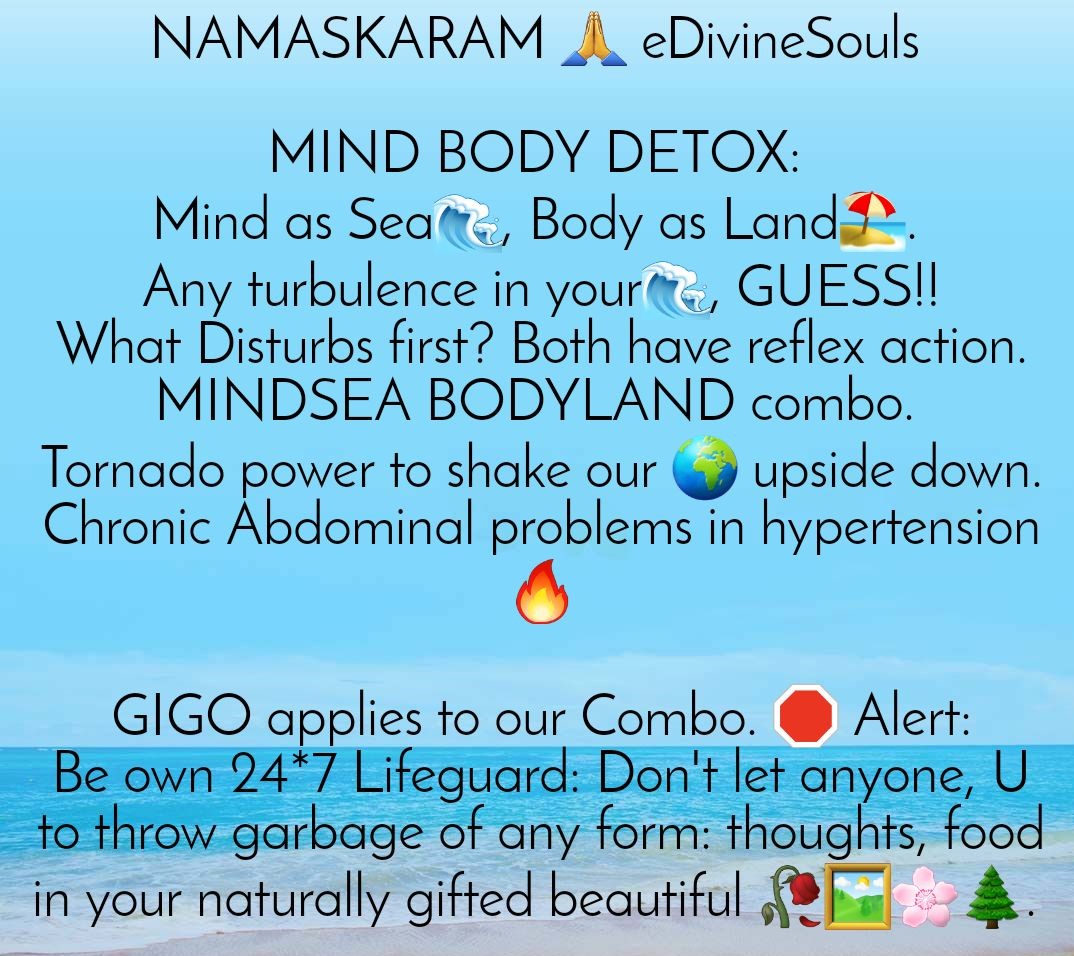 NAMASKARAM 🙏 eDivineSouls
MIND BODY DETOX:
Mind as Sea🌊, Body as Land🏖.
Any turbulence in your🌊, GUESS!!
What Disturbs first? Both have reflex action.
MINDSEA BODYLAND combo.
Tornado power to shake our 🌍 upside down.
Chronic Abdominal problems in hypertension
🔥
GIGO applies to our Combo. 🛑 Alert:
Be own 24*7 Lifeguard: Don't let anyone, U
to throw garbage of any form: thoughts, food
in your naturally gifted beautiful 🥀🖼🌸🌲.